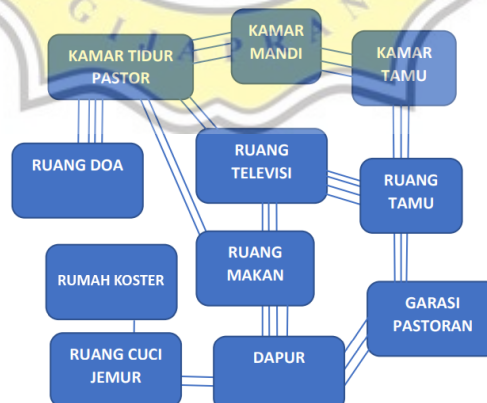 G I J A P R A N
KAMAR TIDUR
PASTOR
KAMAR
MANDI
KAMAR
TAMU
RUANG DOA
RUANG
TELEVISI
RUANG
TAMU
RUMAH KOSTER
RUANG
MAKAN
GARASI
PASTORAN
RUANG CUCI
JEMUR
DAPUR